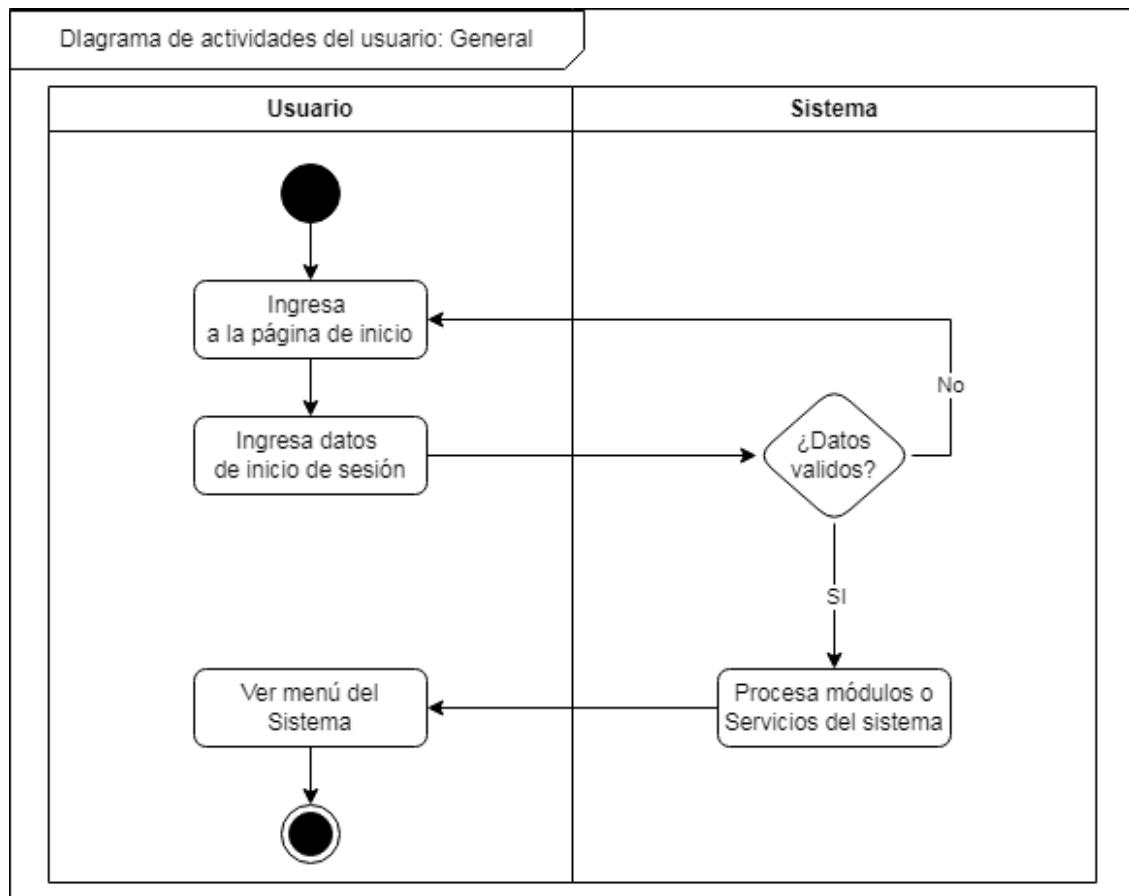 DIagrama de actividades del usuario: General
Usuario
Sistema
Ingresa
a la página de inicio
No
Ingresa datos
de inicio de sesión
¿Datos
validos?
SI
Ver menú del
Sistema
Procesa módulos o
Servicios del sistema